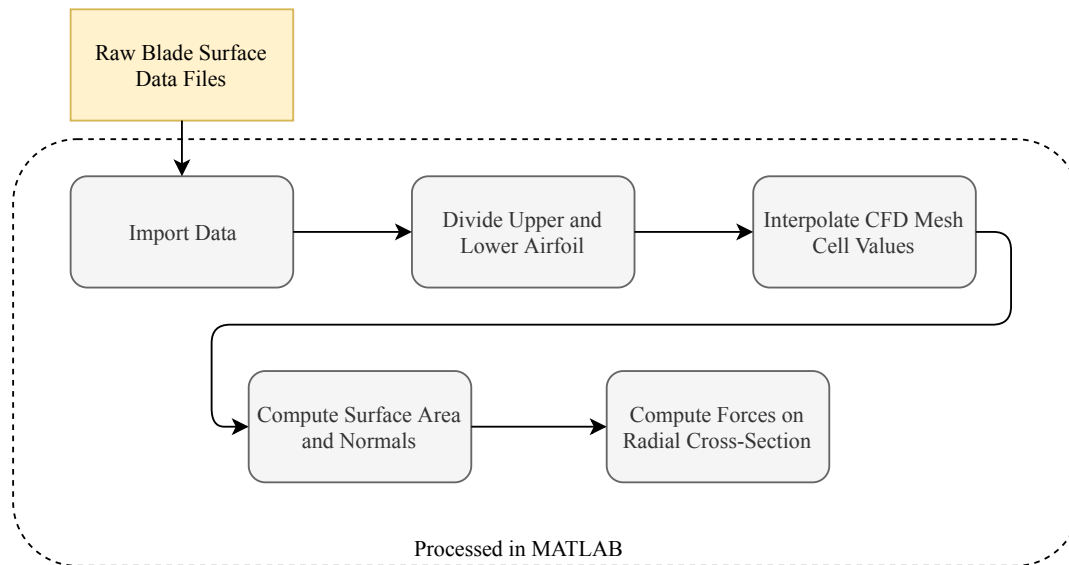 Raw Blade Surface
Data Files
Import Data
Divide Upper and
Lower Airfoil
Interpolate CFD Mesh
Cell Values
Compute Surface Area
and Normals
Compute Forces on
Radial Cross-Section
Processed in MATLAB